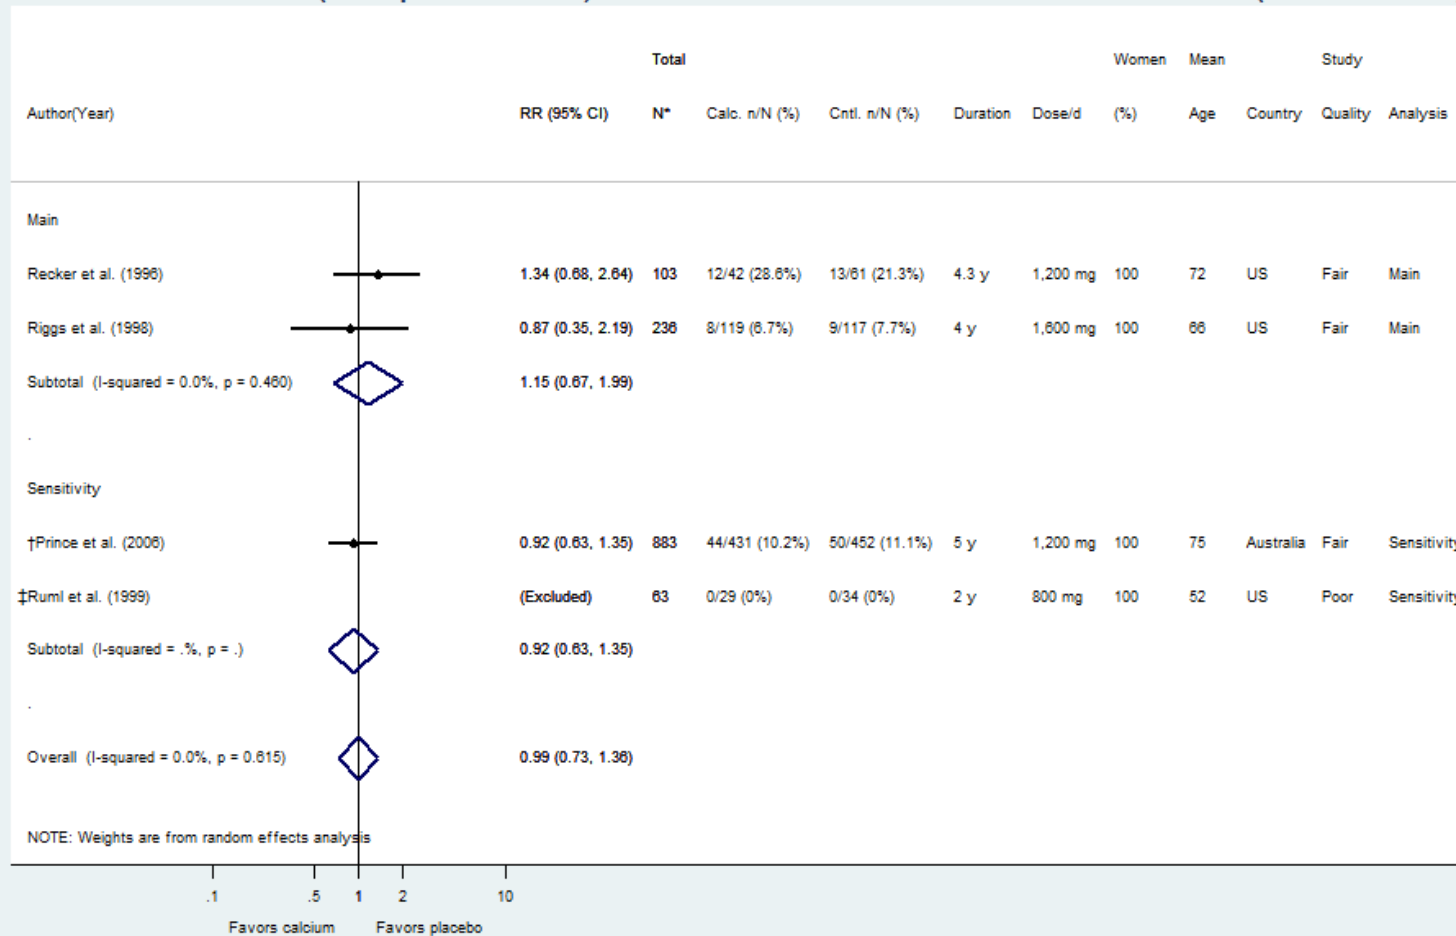 Total Women Mean Study
Author(Year) RR (95% CI) N* Calc. n/N (%) Cntl. n/N (%) Duration Dose/d (%) Age Country Quality Analysis
Main
Recker et al. (1996) 1.34 (0.68, 2.64) 103 12/42 (28.6%) 13/61 (21.3%) 4.3 y 1,200 mg 100 72 US Fair Main
Riggs et al. (1998) 0.87 (0.35, 2.19) 236 8/119 (6.7%) 9/117 (7.7%) 4 y 1,600 mg 100 66 US Fair Main
Subtotal (I-squared = 0.0%, p = 0.460) 1.15 (0.67, 1.99)
.
Sensitivity
†Prince et al. (2006) 0.92 (0.63, 1.35) 883 44/431 (10.2%) 50/452 (11.1%) 5 y 1,200 mg 100 75 Australia Fair Sensitivity
‡Ruml et al. (1999) (Excluded) 63 0/29 (0%) 0/34 (0%) 2 y 800 mg 100 52 US Poor Sensitivity
Subtotal (I-squared = .%, p = .) 0.92 (0.63, 1.35)
.
Overall (I-squared = 0.0%, p = 0.615) 0.99 (0.73, 1.36)
NOTE: Weights are from random effects analysis
.1 .5 1 2 10
Favors calcium Favors placebo